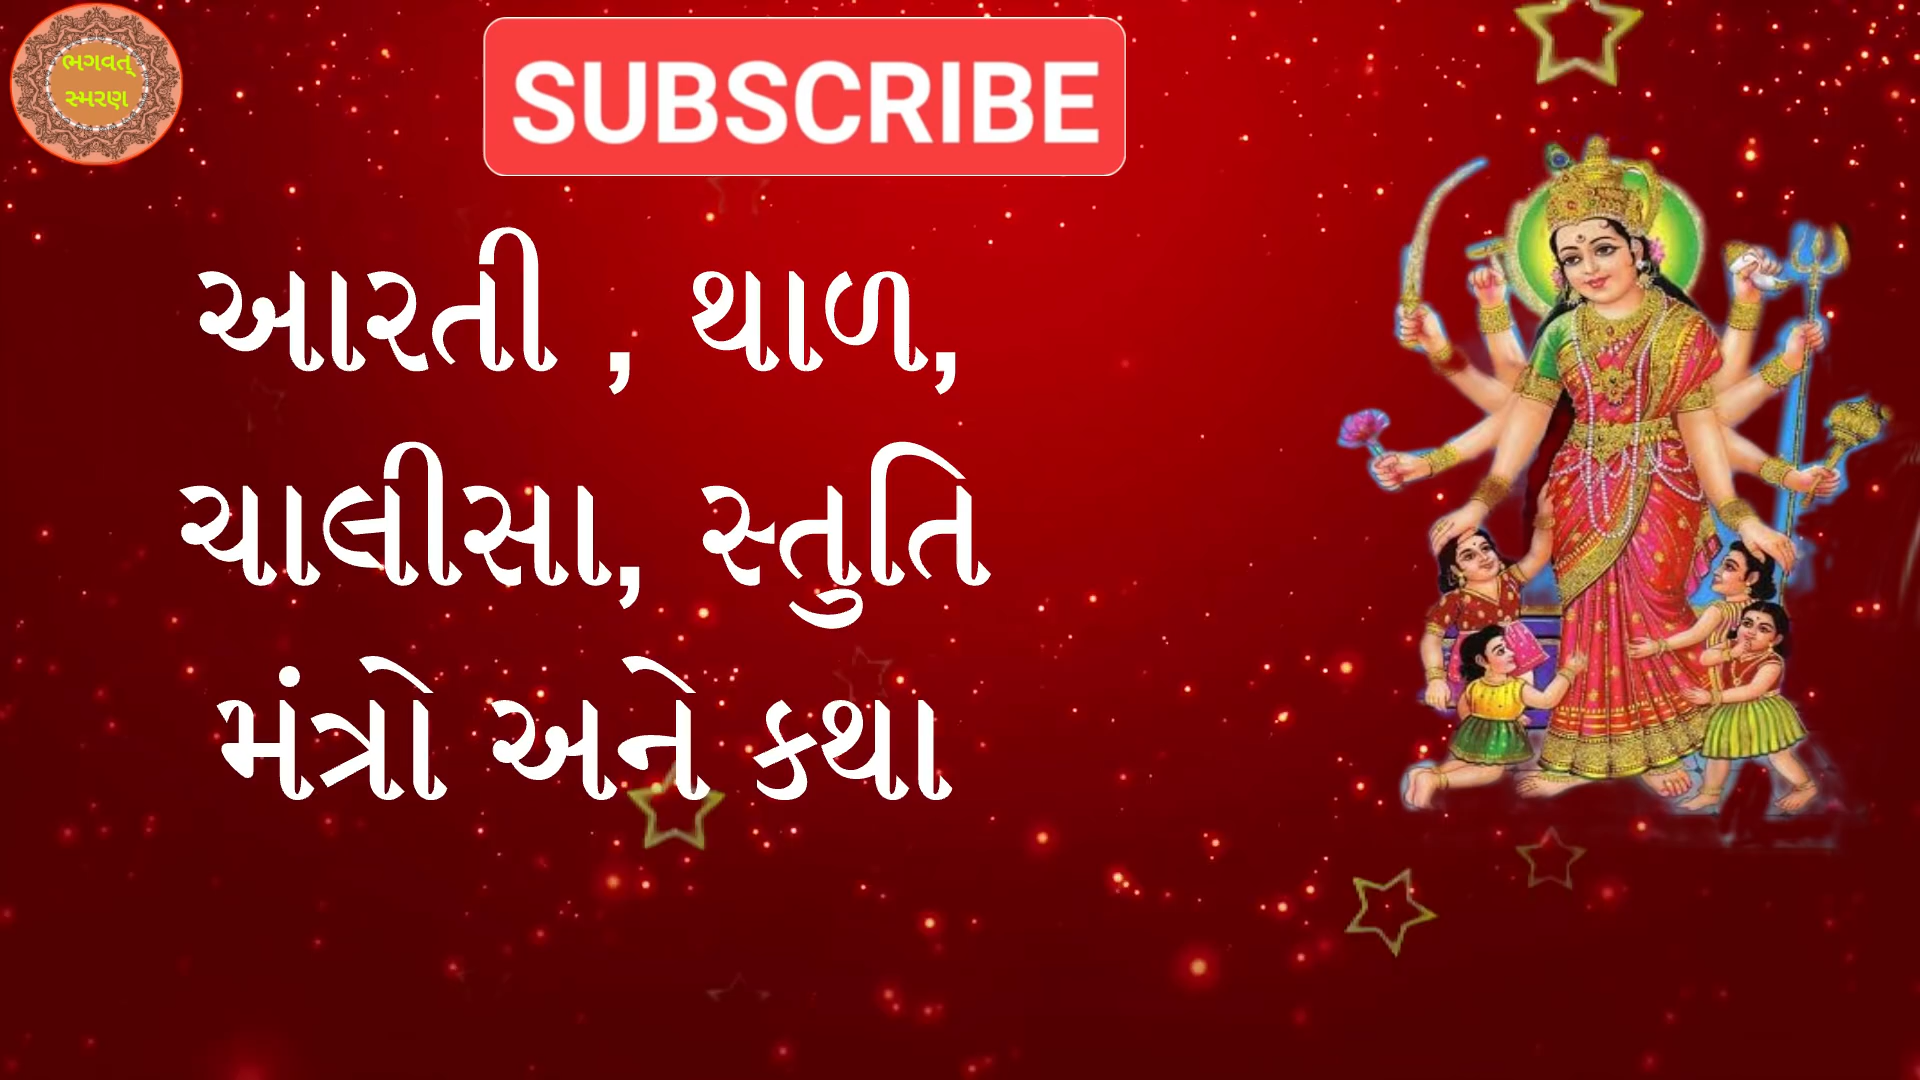 ભગવત્
સ્મરણ
SUBSCRIBE
આરતી , થાળ,
ચાલીસા, સ્તુતિ
મંત્રો અને કથા